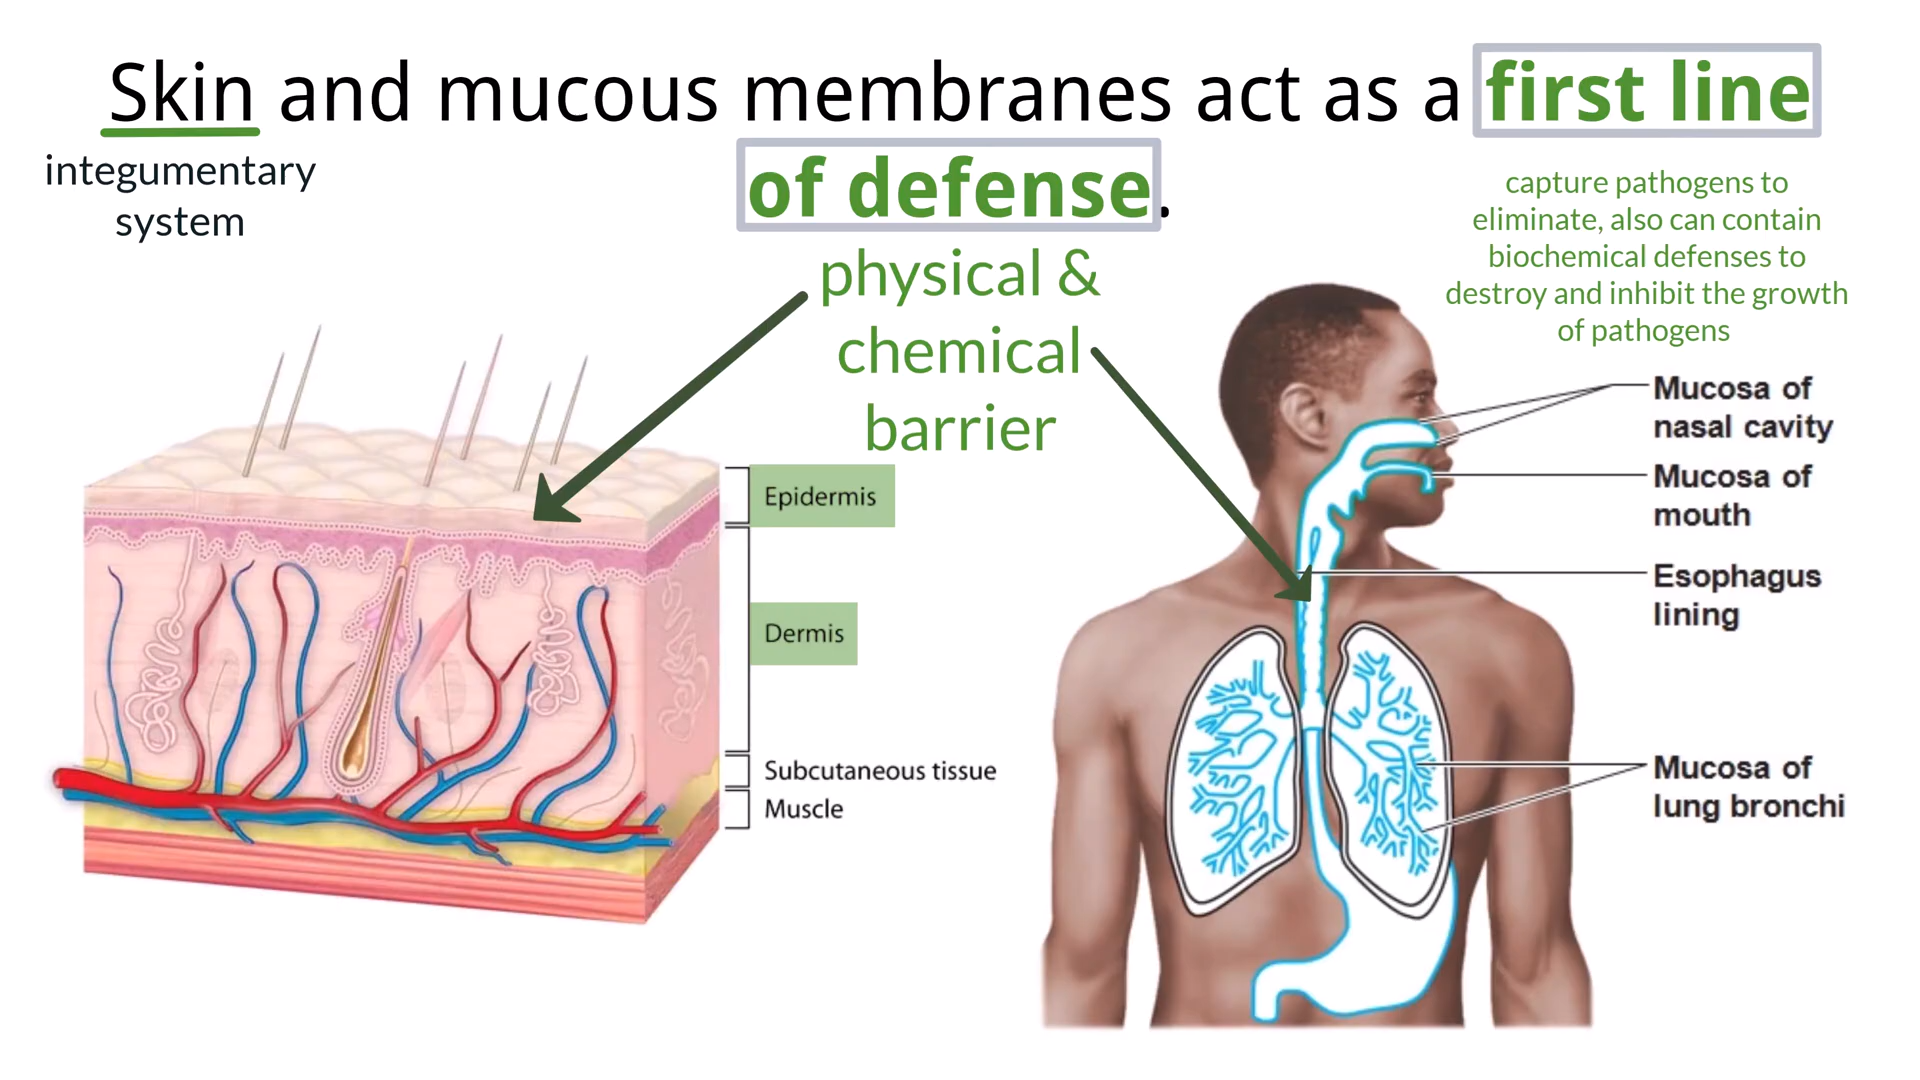 Skin and mucous membranes act as a first line
of defense.
integumentary
system
physical &
chemical
barrier
capture pathogens to
eliminate, also can contain
biochemical defenses to
destroy and inhibit the growth
of pathogens
Epidermis
Dermis
Subcutaneous tissue
Muscle
Mucosa of
nasal cavity
Mucosa of
mouth
Esophagus
lining
Mucosa of
lung bronchi